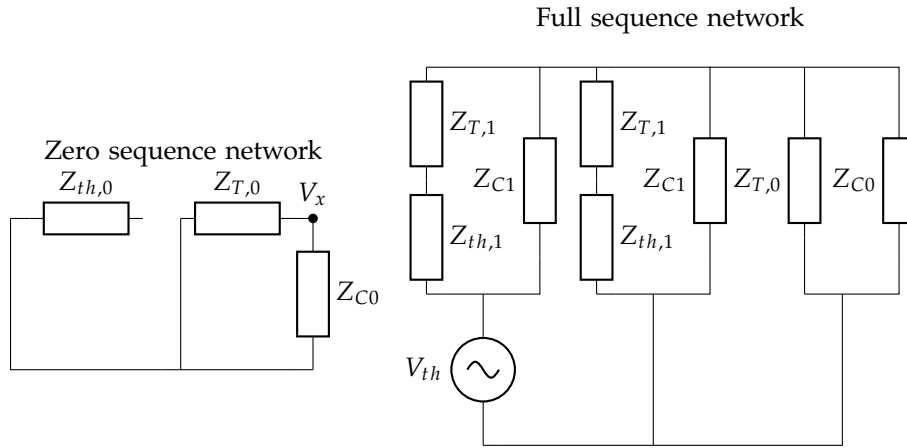 Full sequence network
Zero sequence network
Z_{th,0}
Z_{T,0}
V_x
Z_{C0}
Z_{T,1}
Z_{th,1}
Z_{C1}
Z_{T,1}
Z_{th,1}
Z_{C1}
Z_{T,0}
Z_{C0}
V_{th}